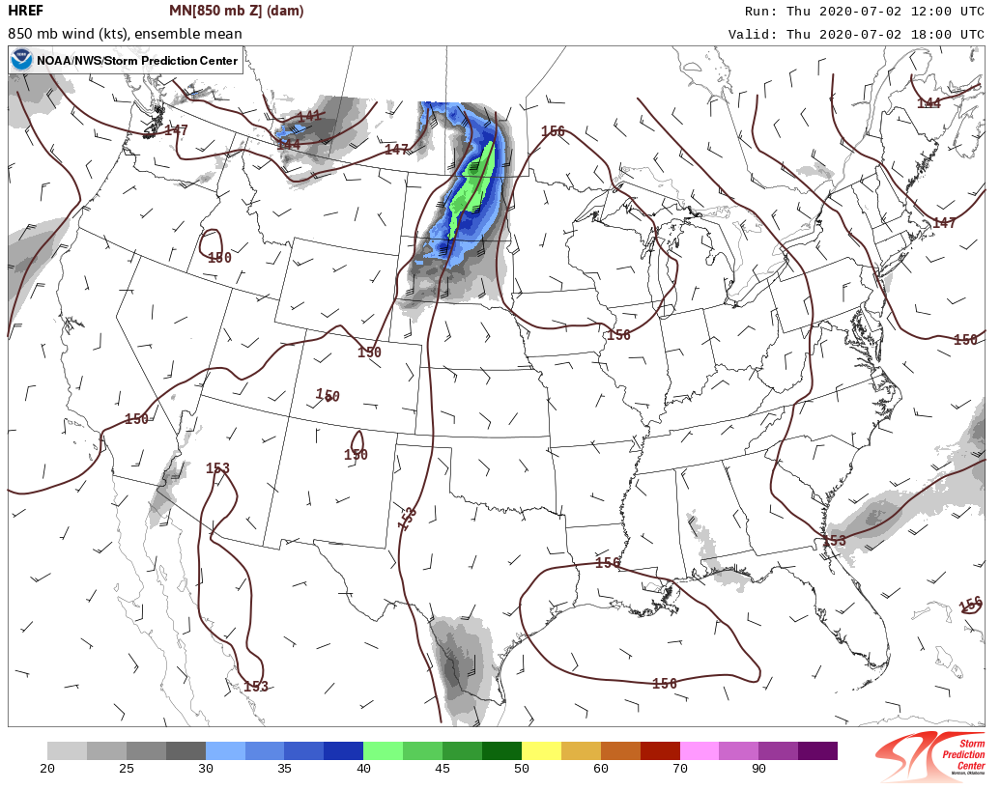 HREF MN[850 mb Z] (dam) Run: Thu 2020-07-02 12:00 UTC
850 mb wind (kts), ensemble mean Valid: Thu 2020-07-02 18:00 UTC
NOAA/NWS/Storm Prediction Center
144
141
147
156
144
147
147
150
150
156
150
150
150
150
153
153
153
156
156
153
156
20 25 30 35 40 45 50 60 70 90
Storm
Prediction
Center
Norman, Oklahoma